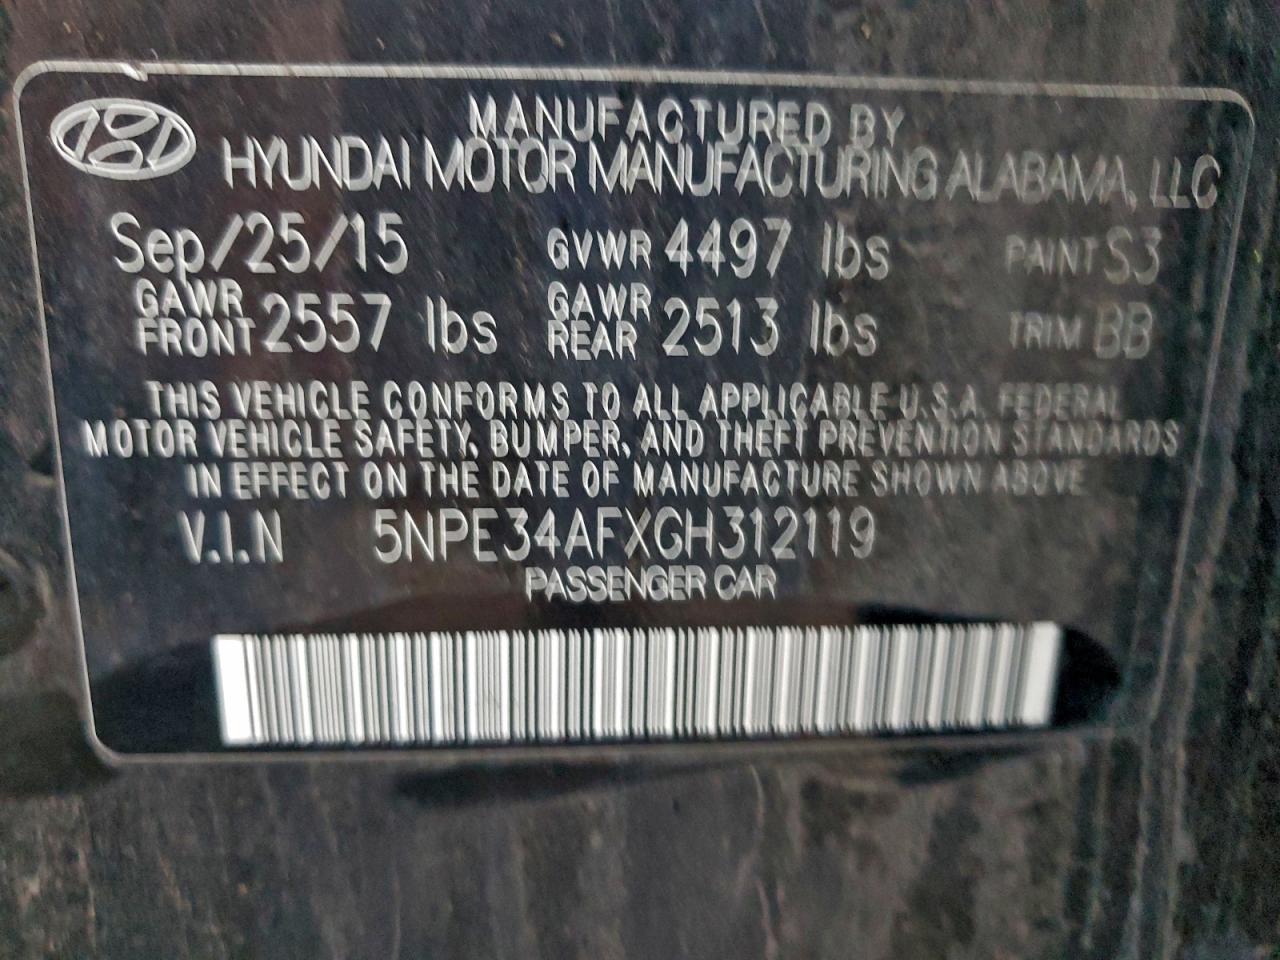 MANUFACTURED BY
HYUNDAI MOTOR MANUFACTURING ALABAMA, LLC
Sep/25/15 GVWR 4497 lbs PAINT S3
GAWR FRONT 2557 lbs GAWR REAR 2513 lbs TRIM BB
THIS VEHICLE CONFORMS TO ALL APPLICABLE U.S.A. FEDERAL
MOTOR VEHICLE SAFETY, BUMPER, AND THEFT PREVENTION STANDARDS
IN EFFECT ON THE DATE OF MANUFACTURE SHOWN ABOVE
V.I.N 5NPE34AFXGH312119
PASSENGER CAR